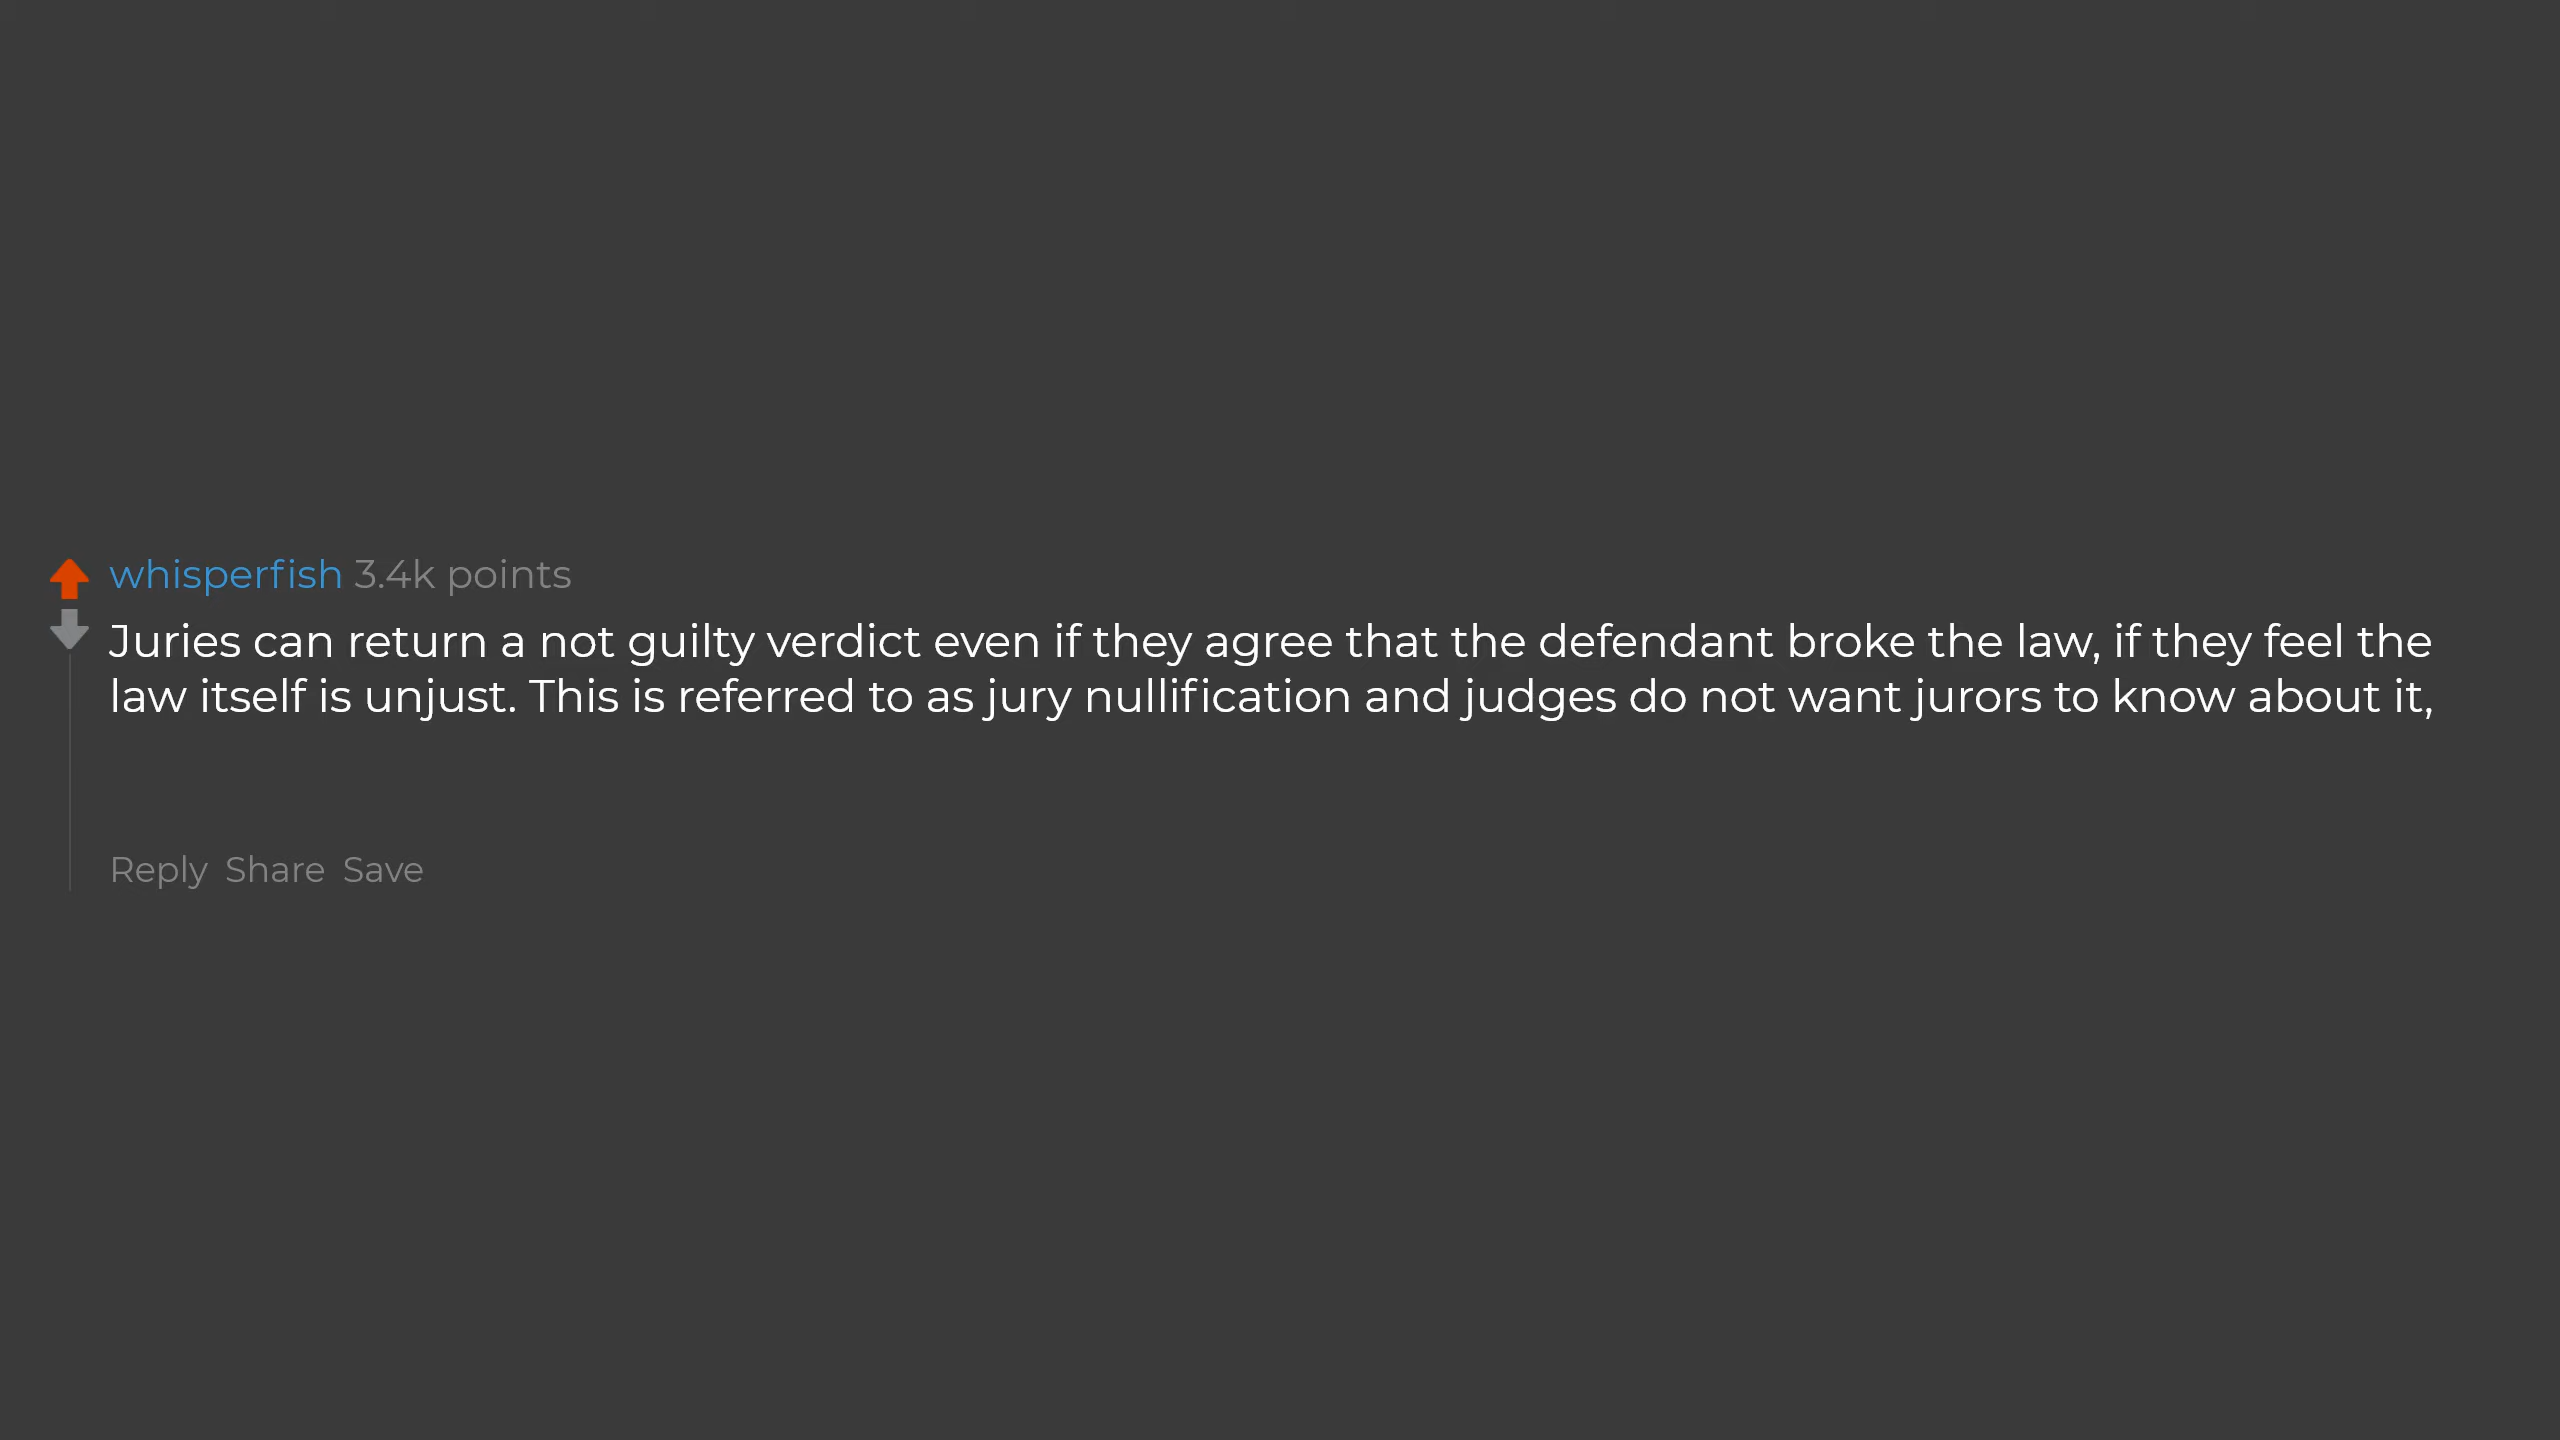 whisperfish 3.4k points
Juries can return a not guilty verdict even if they agree that the defendant broke the law, if they feel the
law itself is unjust. This is referred to as jury nullification and judges do not want jurors to know about it,
Reply Share Save